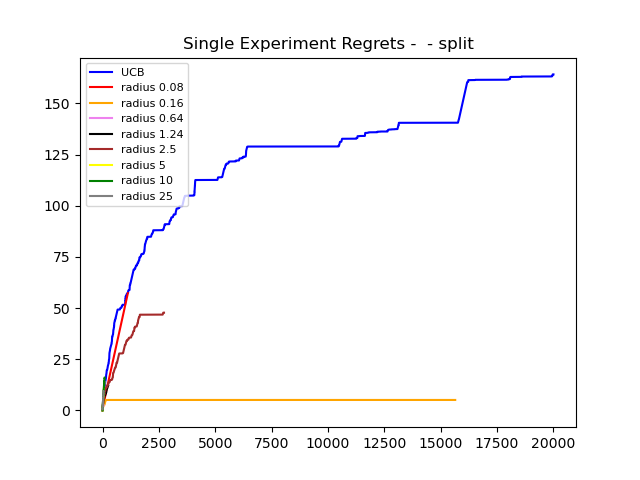 Single Experiment Regrets -  - split
UCB
radius 0.08
radius 0.16
radius 0.64
radius 1.24
radius 2.5
radius 5
radius 10
radius 25
150
125
100
75
50
25
0
0 2500 5000 7500 10000 12500 15000 17500 20000